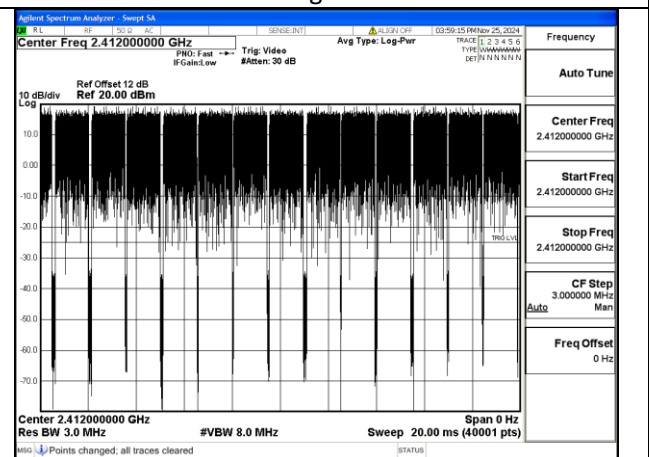 Agilent Spectrum Analyzer - Swept SA
RL RF 50 Ω AC SENSE:INT ALIGN OFF 03:59:15 PM Nov 25, 2024
Center Freq 2.412000000 GHz
PNO: Fast
IFGain:Low
Trig: Video
#Atten: 30 dB
Avg Type: Log-Pwr
TRACE 1 2 3 4 5 6
TYPE
DET N N N N N N
Ref Offset 12 dB
10 dB/div Ref 20.00 dBm
Log
10.0
0.00
-10.0
-20.0
TRIG LVL
-30.0
-40.0
-50.0
-60.0
-70.0
Center 2.412000000 GHz Span 0 Hz
Res BW 3.0 MHz #VBW 8.0 MHz Sweep 20.00 ms (40001 pts)
MSG Points changed; all traces cleared STATUS
Frequency
Auto Tune
Center Freq
2.412000000 GHz
Start Freq
2.412000000 GHz
Stop Freq
2.412000000 GHz
CF Step
3.000000 MHz
Auto Man
Freq Offset
0 Hz